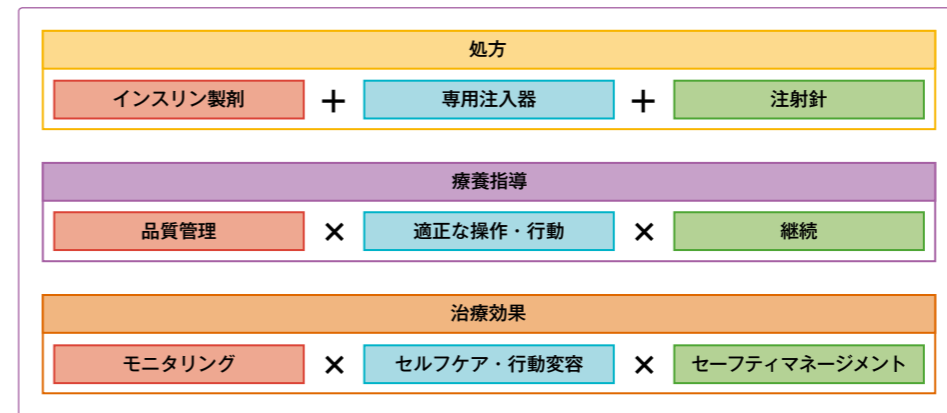 処方
インスリン製剤 + 専用注入器 + 注射針
療養指導
品質管理 × 適正な操作・行動 × 継続
治療効果
モニタリング × セルフケア・行動変容 × セーフティマネージメント